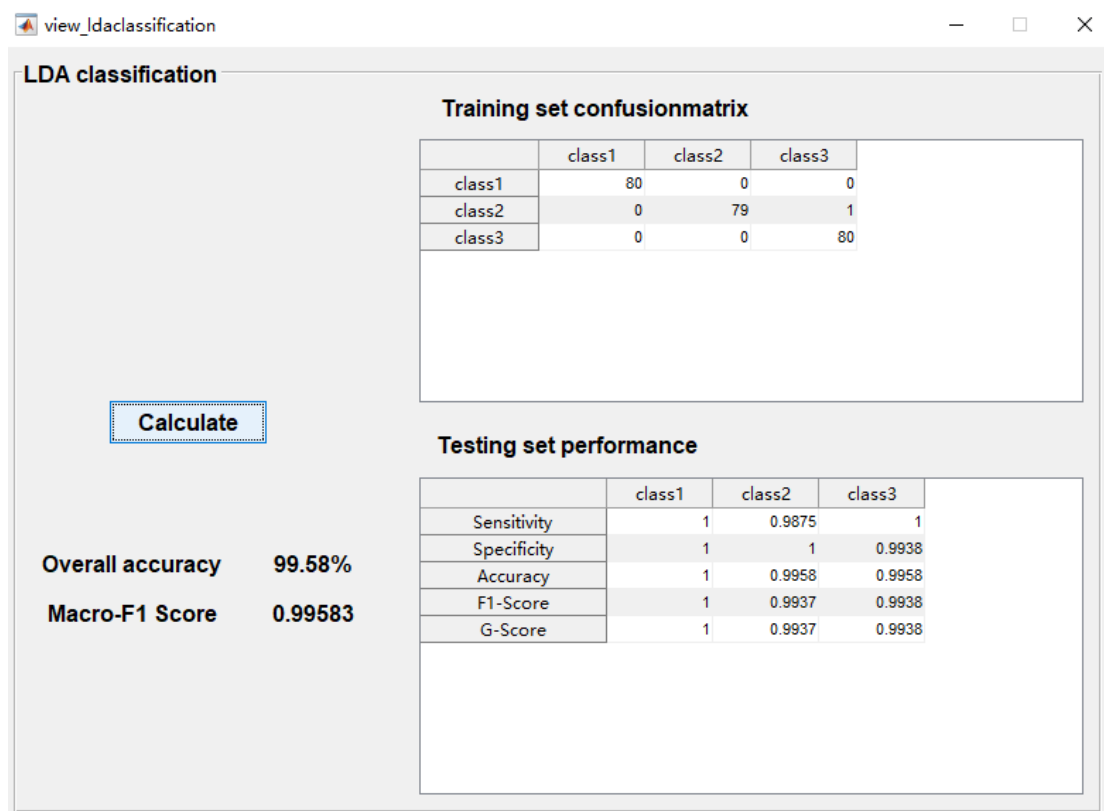 view_ldaclassification
LDA classification
Training set confusionmatrix
class1 class2 class3
class1 80 0 0
class2 0 79 1
class3 0 0 80
Calculate
Testing set performance
class1 class2 class3
Sensitivity 1 0.9875 1
Specificity 1 1 0.9938
Accuracy 1 0.9958 0.9958
F1-Score 1 0.9937 0.9938
G-Score 1 0.9937 0.9938
Overall accuracy 99.58%
Macro-F1 Score 0.99583